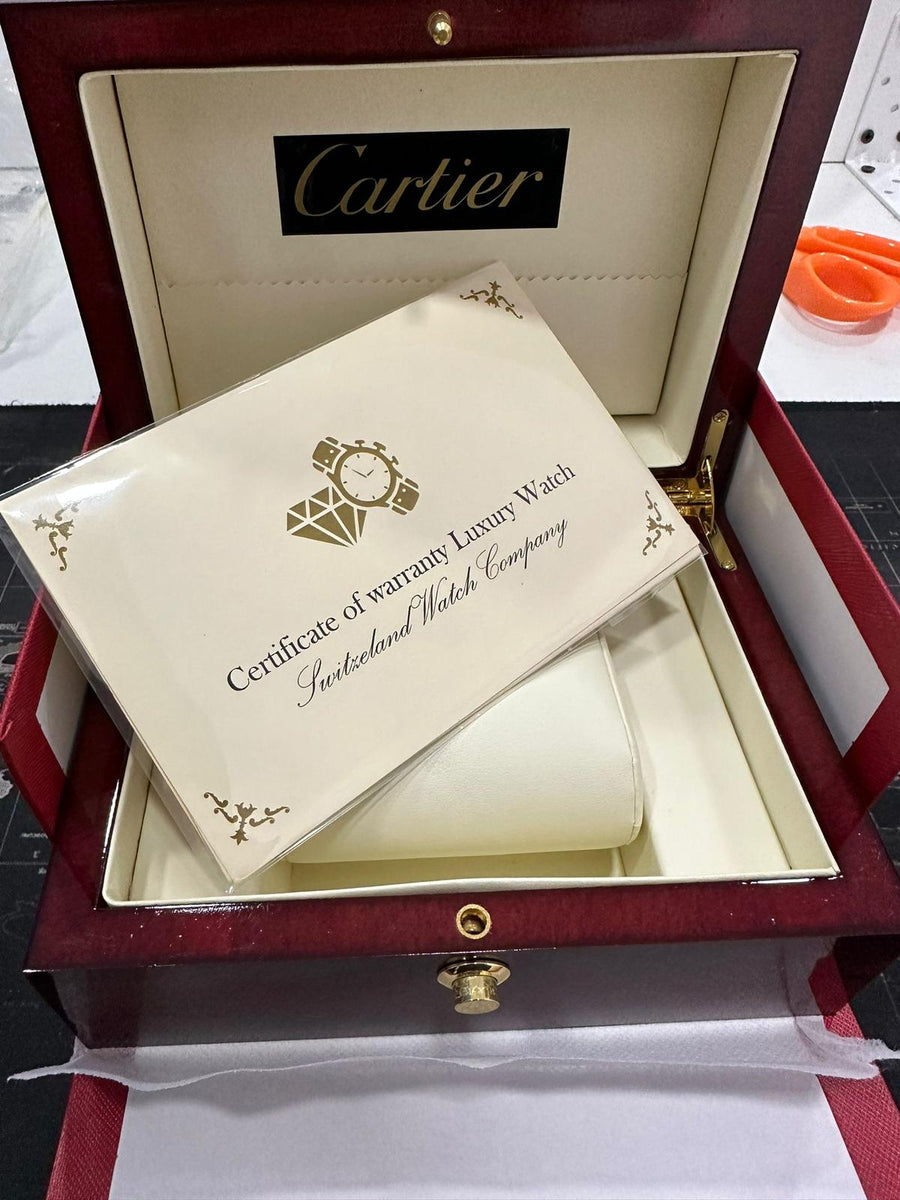 Cartier
Certificate of warranty Luxury Watch
Switzeland Watch Company